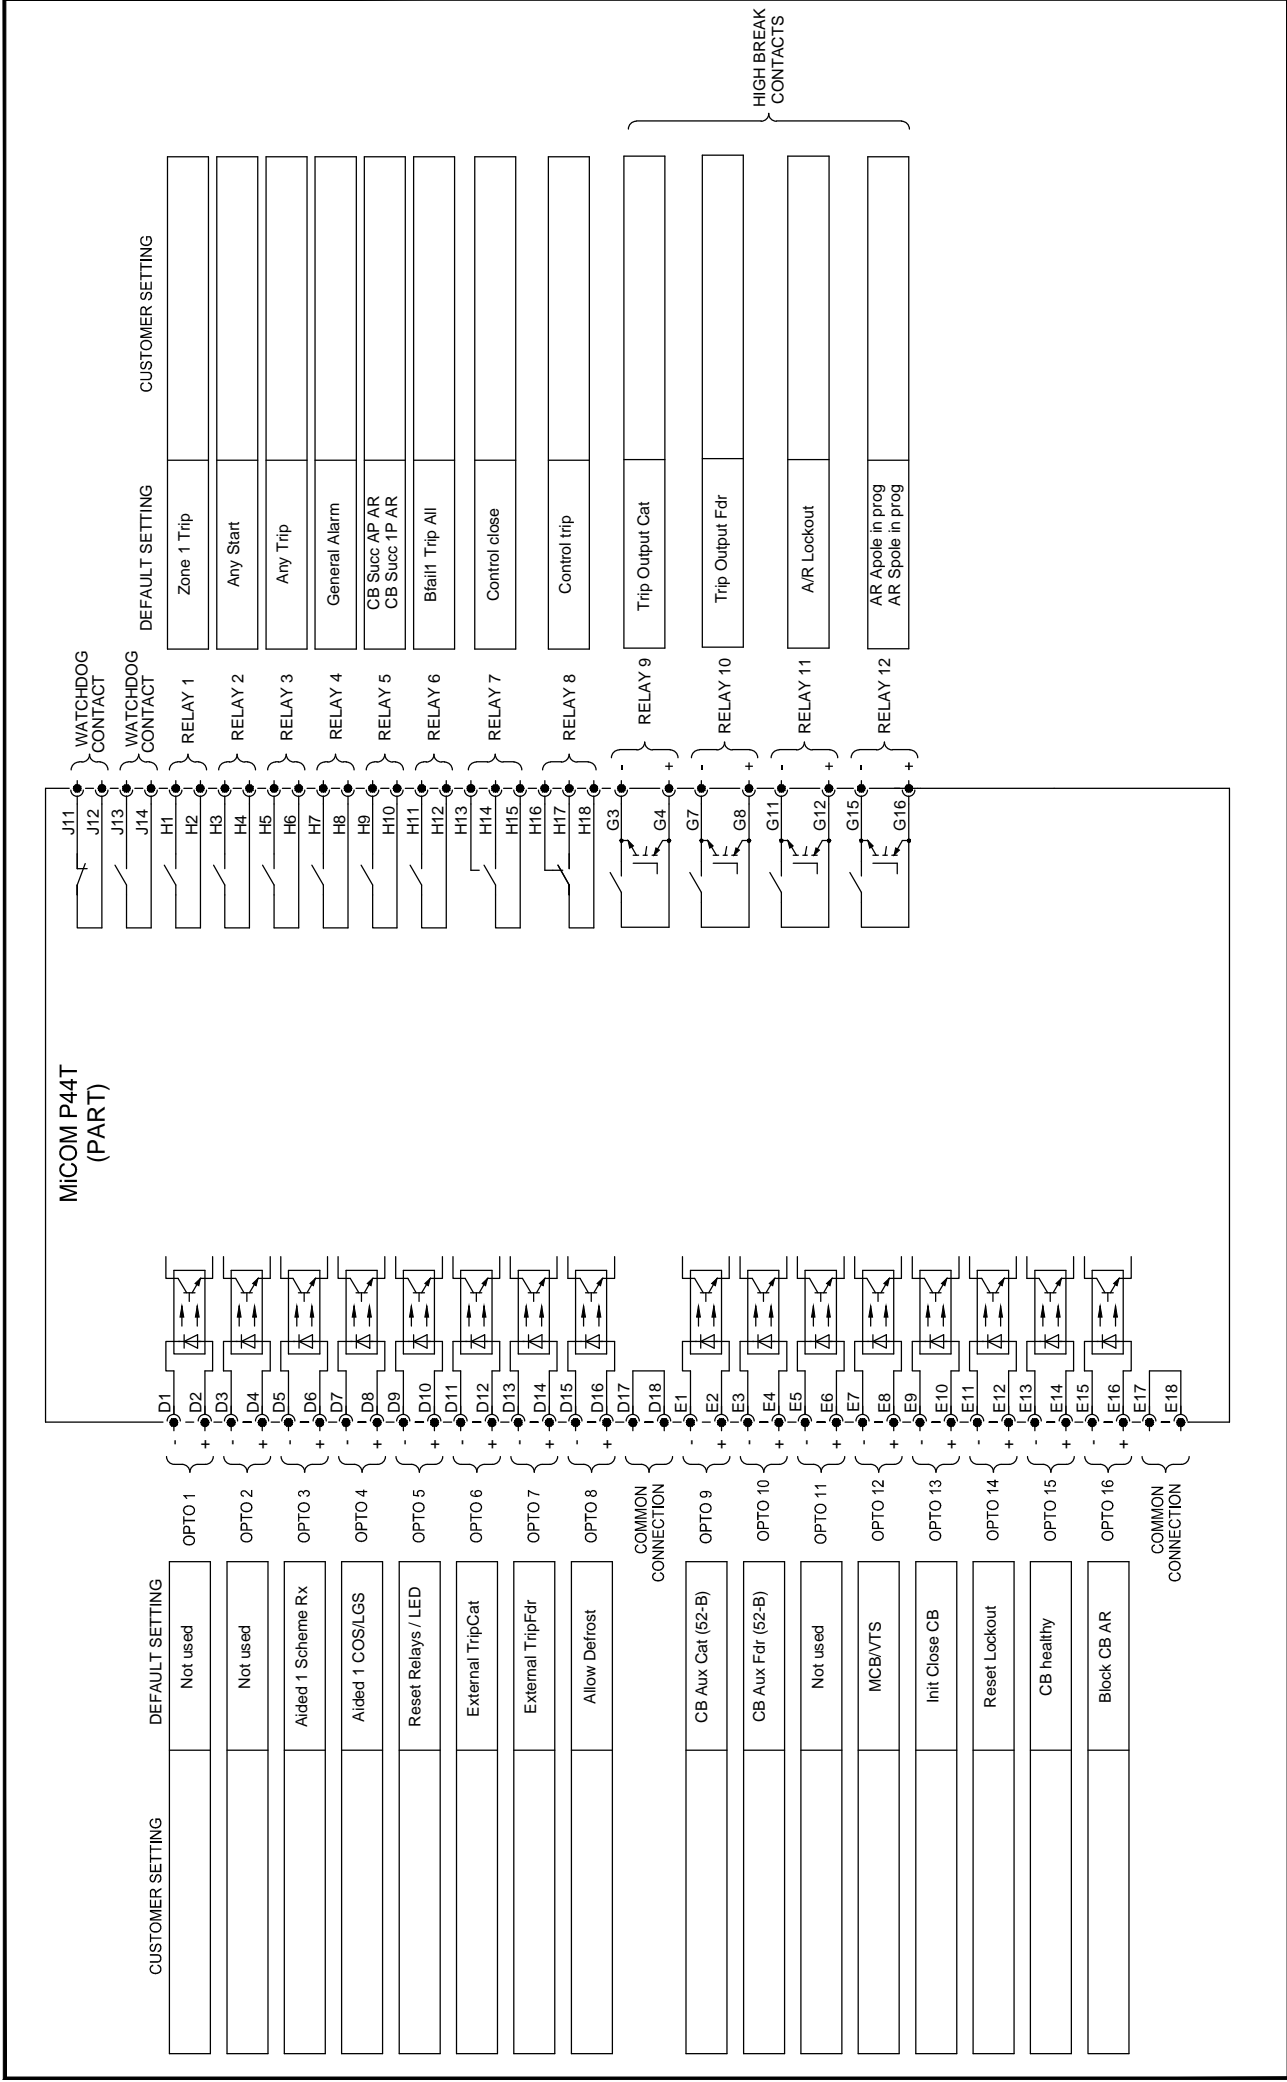 MiCOM P44T
(PART)
CUSTOMER SETTING
DEFAULT SETTING
Not used
OPTO 1
-
+
D1
D2
Not used
OPTO 2
-
+
D3
D4
Aided 1 Scheme Rx
OPTO 3
-
+
D5
D6
Aided 1 COS/LGS
OPTO 4
-
+
D7
D8
Reset Relays / LED
OPTO 5
-
+
D9
D10
External TripCat
OPTO 6
-
+
D11
D12
External TripFdr
OPTO 7
-
+
D13
D14
Allow Defrost
OPTO 8
-
+
D15
D16
COMMON
CONNECTION
D17
D18
CB Aux Cat (52-B)
OPTO 9
-
+
E1
E2
CB Aux Fdr (52-B)
OPTO 10
-
+
E3
E4
Not used
OPTO 11
-
+
E5
E6
MCB/VTS
OPTO 12
-
+
E7
E8
Init Close CB
OPTO 13
-
+
E9
E10
Reset Lockout
OPTO 14
-
+
E11
E12
CB healthy
OPTO 15
-
+
E13
E14
Block CB AR
OPTO 16
-
+
E15
E16
COMMON
CONNECTION
E17
E18
DEFAULT SETTING
CUSTOMER SETTING
J11
J12
WATCHDOG
CONTACT
J13
J14
WATCHDOG
CONTACT
H1
H2
RELAY 1
Zone 1 Trip
H3
H4
RELAY 2
Any Start
H5
H6
RELAY 3
Any Trip
H7
H8
RELAY 4
General Alarm
H9
H10
RELAY 5
CB Succ AP AR
CB Succ 1P AR
H11
H12
RELAY 6
Bfail1 Trip All
H13
H14
H15
RELAY 7
Control close
H16
H17
H18
RELAY 8
Control trip
G3
G4
-
+
RELAY 9
Trip Output Cat
G7
G8
-
+
RELAY 10
Trip Output Fdr
G11
G12
-
+
RELAY 11
A/R Lockout
G15
G16
-
+
RELAY 12
AR Apole in prog
AR Spole in prog
HIGH BREAK
CONTACTS